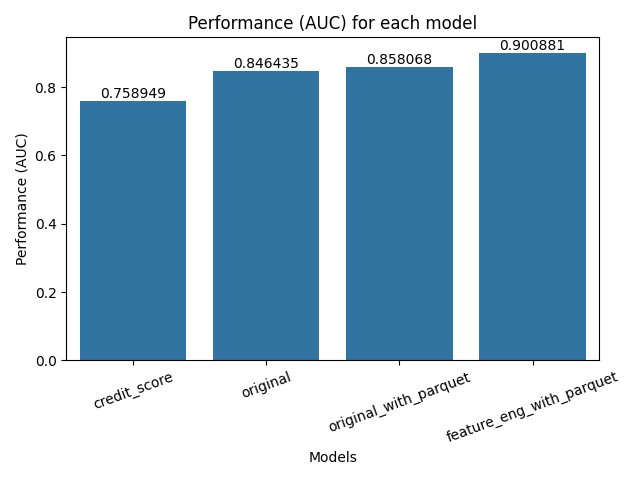 Performance (AUC) for each model
0.900881
0.858068
0.846435
0.758949
0.8
0.6
0.4
0.2
0.0
Performance (AUC)
credit_score
original
original_with_parquet
feature_eng_with_parquet
Models